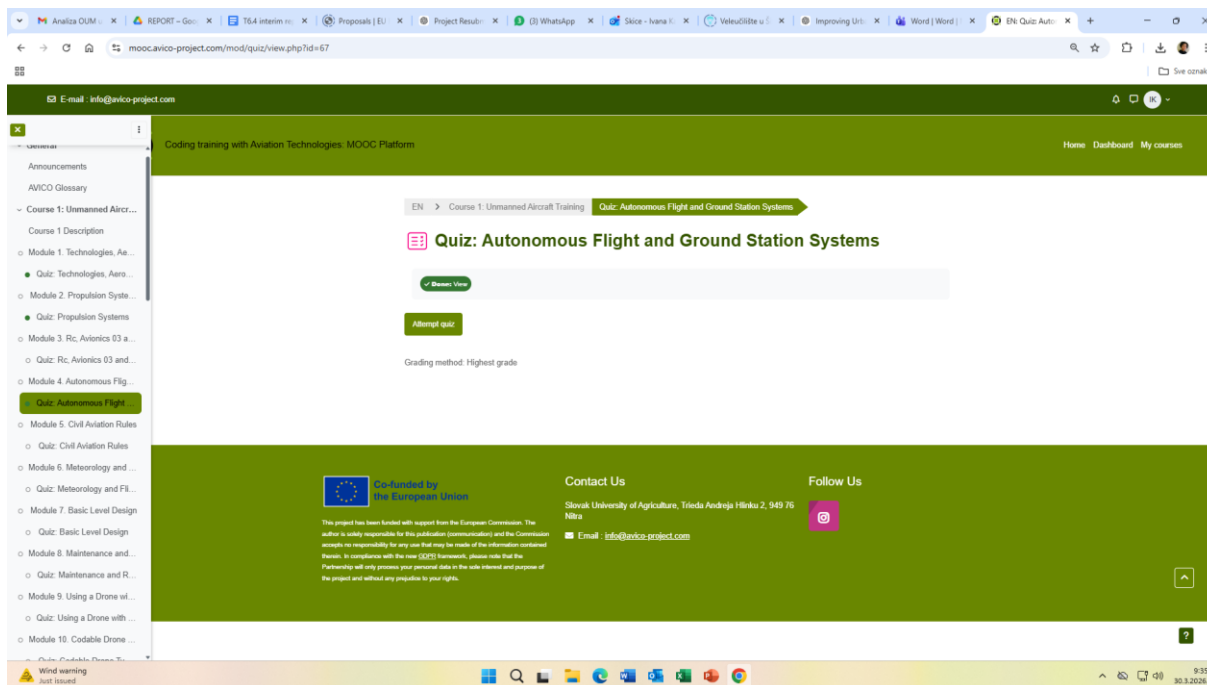 Analiza OUM u
REPORT – Goo
T6.4 interim re
Proposals | EU
Project Resubm
(3) WhatsApp
Skice - Ivana K
Veleučilište u Š
Improving Urb
Word | Word |
EN: Quiz: Auto
mooc.avico-project.com/mod/quiz/view.php?id=67
Sve oznake
E-mail : info@avico-project.com
IK
Coding training with Aviation Technologies: MOOC Platform
Home Dashboard My courses
General
Announcements
AVICO Glossary
Course 1: Unmanned Aircr...
Course 1 Description
Module 1. Technologies, Ae...
Quiz: Technologies, Aero...
Module 2. Propulsion Syste...
Quiz: Propulsion Systems
Module 3. Rc, Avionics 03 a...
Quiz: Rc, Avionics 03 and...
Module 4. Autonomous Flig...
Quiz: Autonomous Flight ...
Module 5. Civil Aviation Rules
Quiz: Civil Aviation Rules
Module 6. Meteorology and ...
Quiz: Meteorology and Fli...
Module 7. Basic Level Design
Quiz: Basic Level Design
Module 8. Maintenance and...
Quiz: Maintenance and R...
Module 9. Using a Drone wi...
Quiz: Using a Drone with ...
Module 10. Codable Drone ...
EN > Course 1: Unmanned Aircraft Training Quiz: Autonomous Flight and Ground Station Systems
Quiz: Autonomous Flight and Ground Station Systems
Done: View
Attempt quiz
Grading method: Highest grade
Co-funded by
the European Union
This project has been funded with support from the European Commission. The
author is solely responsible for this publication (communication) and the Commission
accepts no responsibility for any use that may be made of the information contained
therein. In compliance with the new GDPR framework, please note that the
Partnership will only process your personal data in the sole interest and purpose of
the project and without any prejudice to your rights.
Contact Us
Slovak University of Agriculture, Trieda Andreja Hlinku 2, 949 76
Nitra
Email : info@avico-project.com
Follow Us
?
Wind warning
Just issued
9:35
30.3.2026